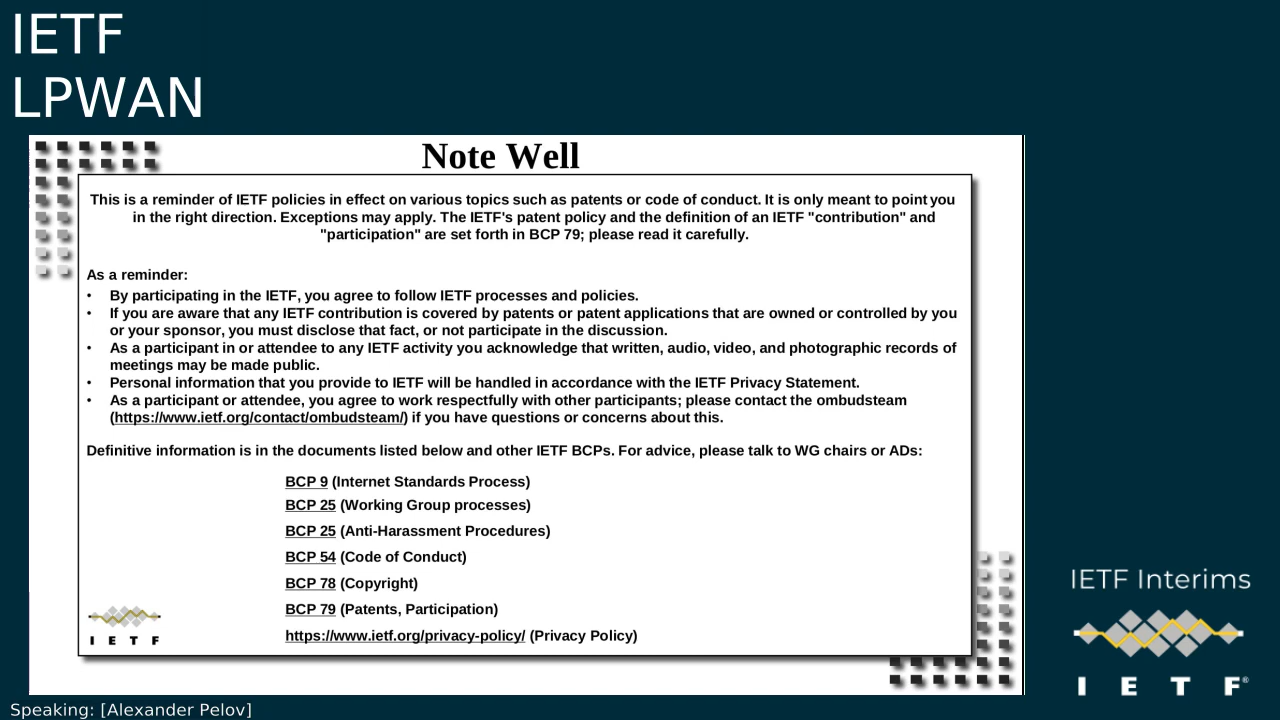 IETF
LPWAN
Note Well
This is a reminder of IETF policies in effect on various topics such as patents or code of conduct. It is only meant to point you
in the right direction. Exceptions may apply. The IETF's patent policy and the definition of an IETF "contribution" and
"participation" are set forth in BCP 79; please read it carefully.
As a reminder:
• By participating in the IETF, you agree to follow IETF processes and policies.
• If you are aware that any IETF contribution is covered by patents or patent applications that are owned or controlled by you
or your sponsor, you must disclose that fact, or not participate in the discussion.
• As a participant in or attendee to any IETF activity you acknowledge that written, audio, video, and photographic records of
meetings may be made public.
• Personal information that you provide to IETF will be handled in accordance with the IETF Privacy Statement.
• As a participant or attendee, you agree to work respectfully with other participants; please contact the ombudsteam
(https://www.ietf.org/contact/ombudsteam/) if you have questions or concerns about this.
Definitive information is in the documents listed below and other IETF BCPs. For advice, please talk to WG chairs or ADs:
BCP 9 (Internet Standards Process)
BCP 25 (Working Group processes)
BCP 25 (Anti-Harassment Procedures)
BCP 54 (Code of Conduct)
BCP 78 (Copyright)
BCP 79 (Patents, Participation)
https://www.ietf.org/privacy-policy/ (Privacy Policy)
I E T F
IETF Interims
I E T F®
Speaking: [Alexander Pelov]